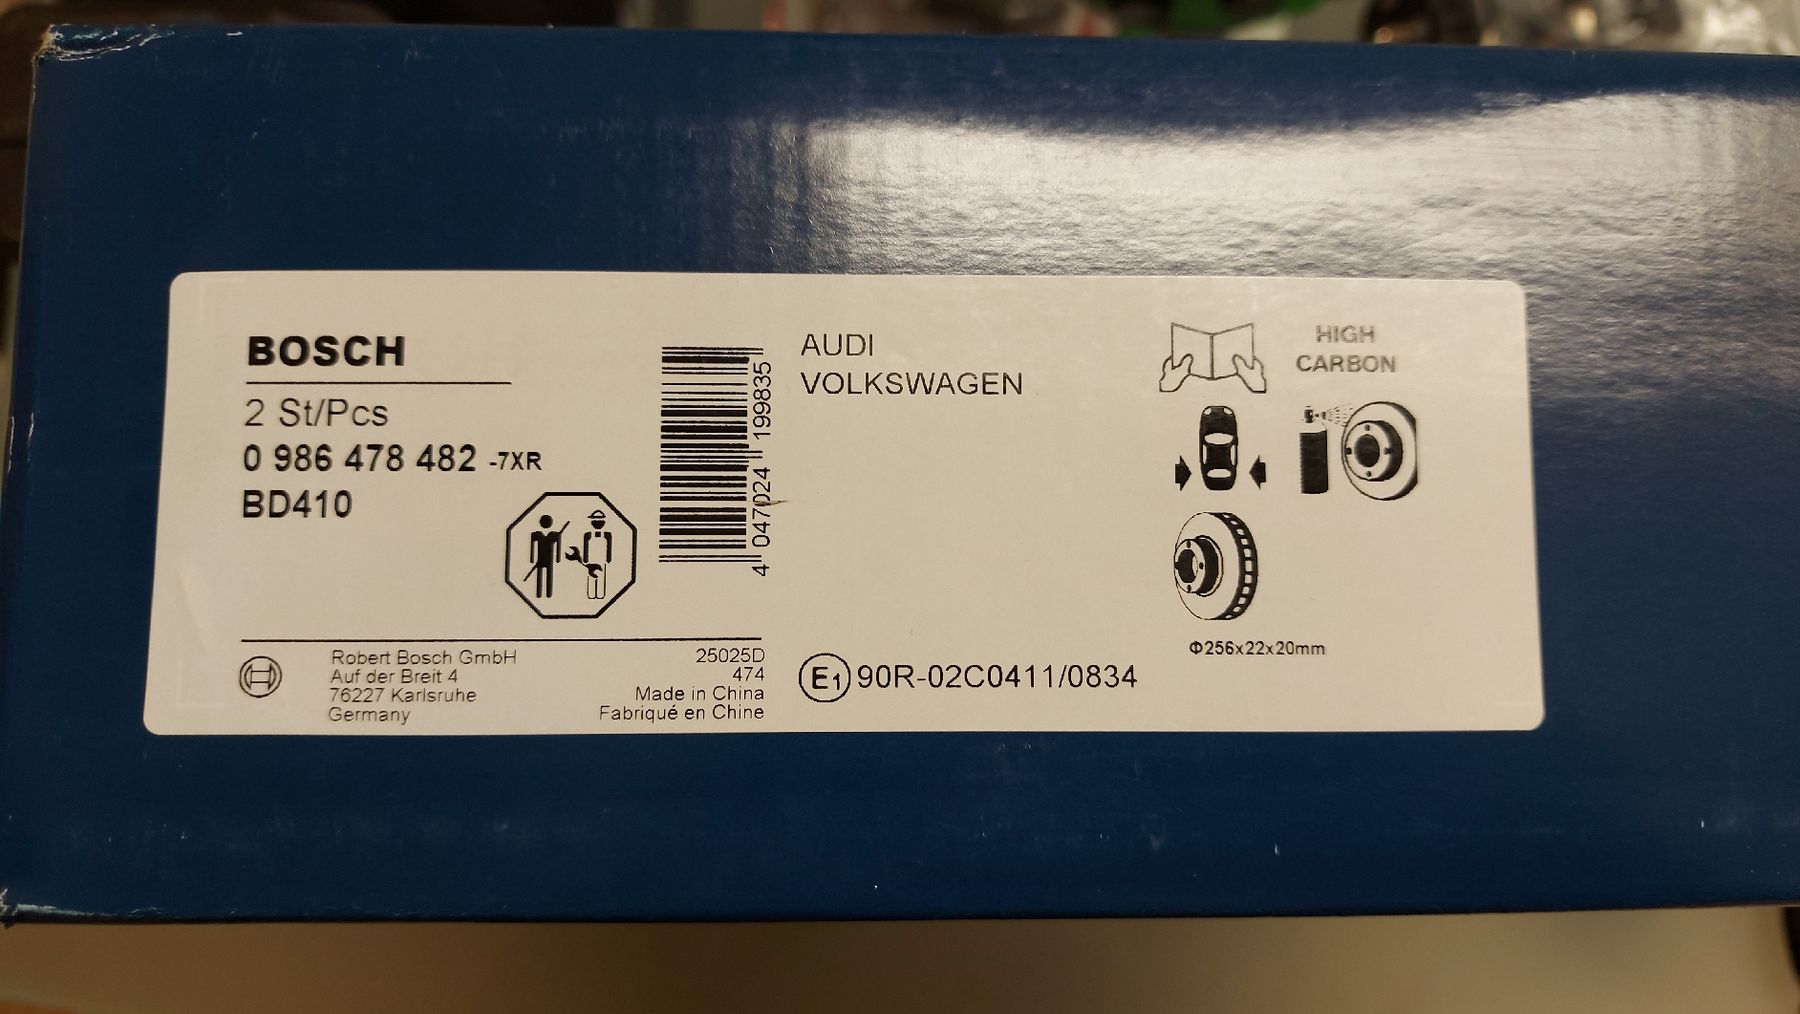 BOSCH
2 St/Pcs
0 986 478 482 -7XR
BD410
4 047024 199835
AUDI
VOLKSWAGEN
HIGH
CARBON
Φ256x22x20mm
Robert Bosch GmbH
Auf der Breit 4
76227 Karlsruhe
Germany
25025D
474
Made in China
Fabriqué en Chine
E1 90R-02C0411/0834